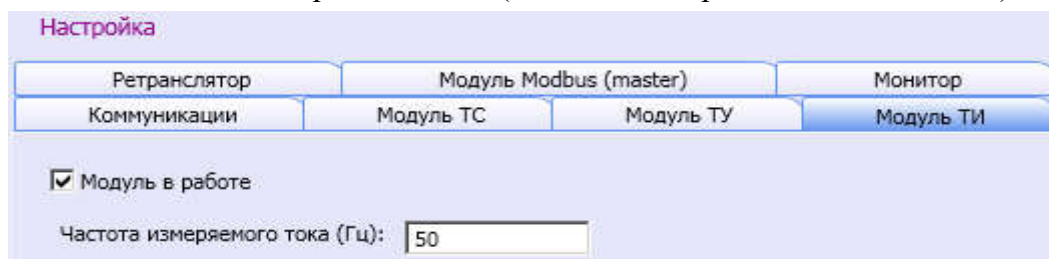 Настройка
Ретранслятор Модуль Modbus (master) Монитор
Коммуникации Модуль ТС Модуль ТУ Модуль ТИ
Модуль в работе
Частота измеряемого тока (Гц): 50